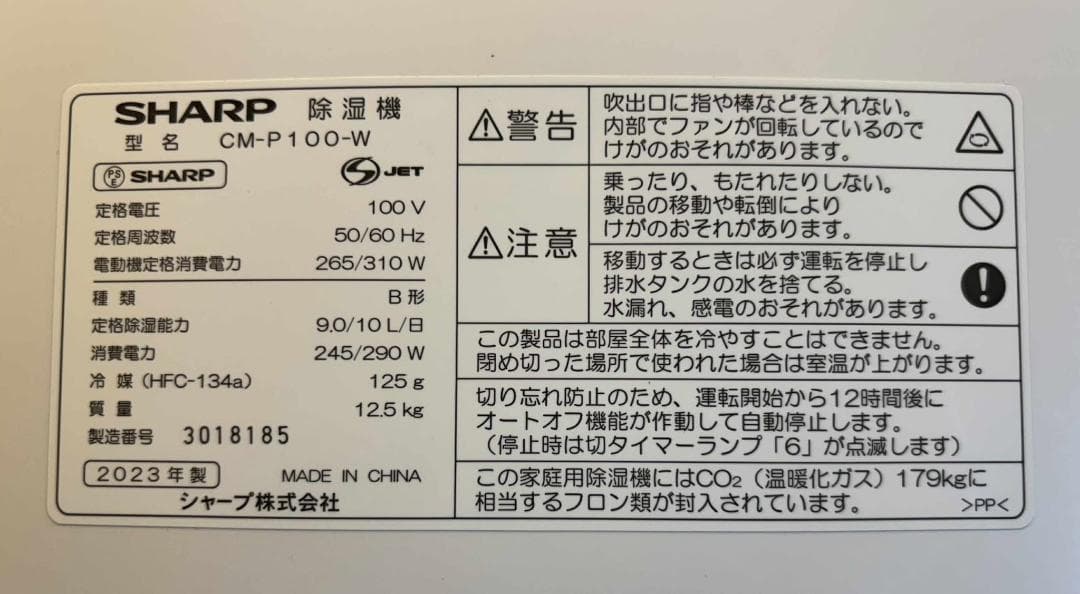 SHARP 除湿機
型名 CM-P100-W
PSE SHARP S JET
定格電圧 100 V
定格周波数 50/60 Hz
電動機定格消費電力 265/310 W
種類 B形
定格除湿能力 9.0/10 L/日
消費電力 245/290 W
冷媒(HFC-134a) 125 g
質量 12.5 kg
製造番号 3018185
2023年製 MADE IN CHINA
シャープ株式会社
⚠警告
吹出口に指や棒などを入れない。
内部でファンが回転しているので
けがのおそれがあります。
⚠注意
乗ったり、もたれたりしない。
製品の移動や転倒により
けがのおそれがあります。
移動するときは必ず運転を停止し
排水タンクの水を捨てる。
水漏れ、感電のおそれがあります。
この製品は部屋全体を冷やすことはできません。
閉め切った場所で使われた場合は室温が上がります。
切り忘れ防止のため、運転開始から12時間後に
オートオフ機能が作動して自動停止します。
(停止時は切タイマーランプ「6」が点滅します)
この家庭用除湿機にはCO₂(温暖化ガス)179kgに
相当するフロン類が封入されています。
>PP<